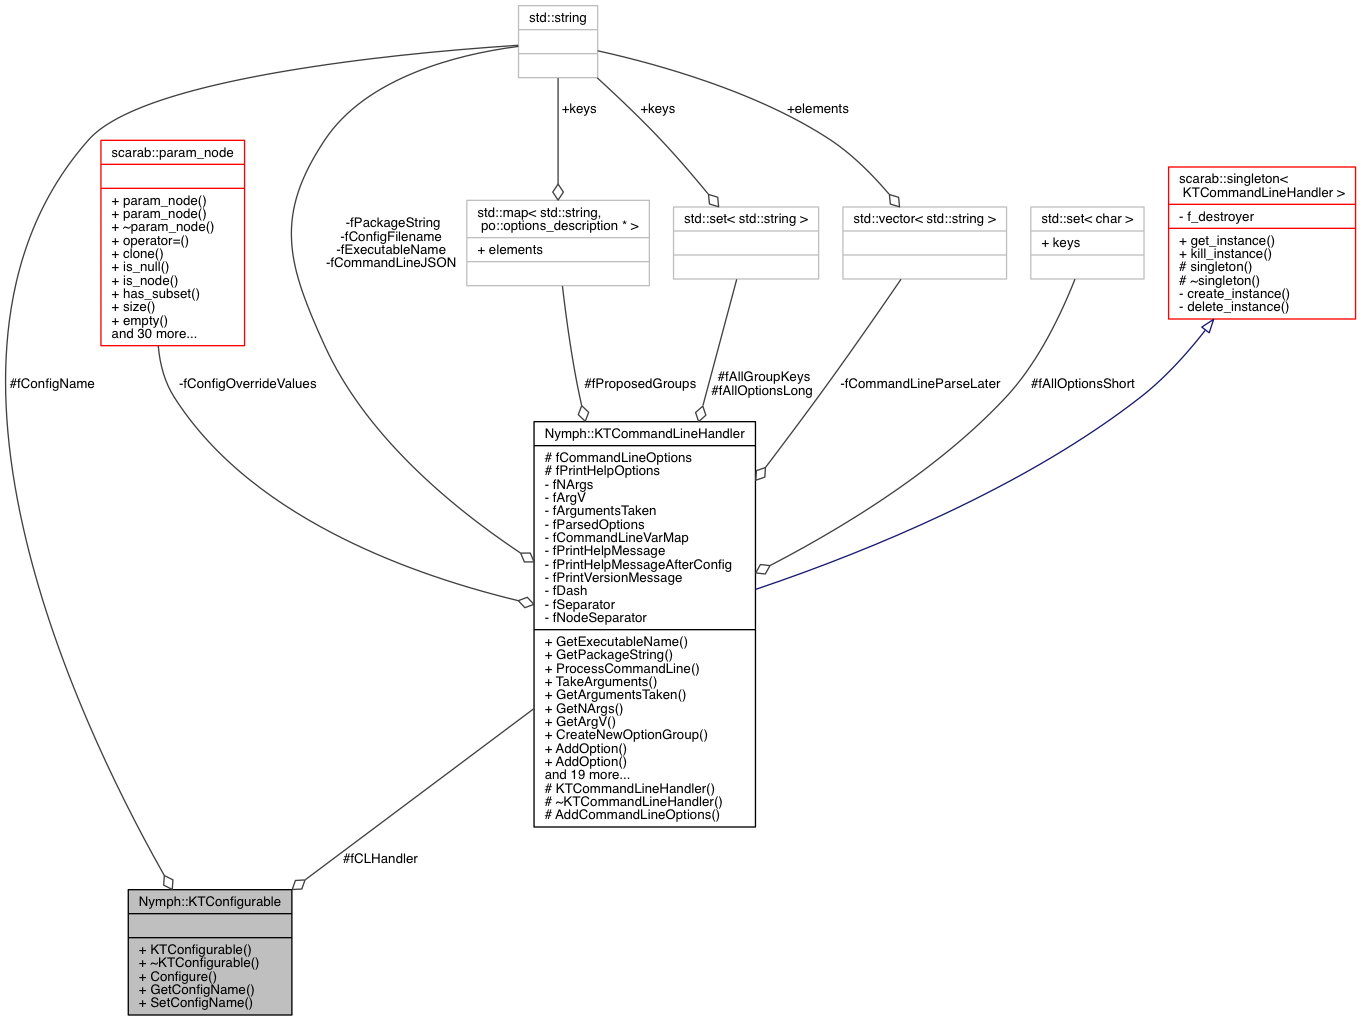 std::string
+keys
+keys
+elements
scarab::param_node
+ param_node()
+ param_node()
+ ~param_node()
+ operator=()
+ clone()
+ is_null()
+ is_node()
+ has_subset()
+ size()
+ empty()
and 30 more...
-fPackageString
-fConfigFilename
-fExecutableName
-fCommandLineJSON
std::map< std::string,
po::options_description * >
+ elements
std::set< std::string >
std::vector< std::string >
std::set< char >
+ keys
scarab::singleton<
KTCommandLineHandler >
- f_destroyer
+ get_instance()
+ kill_instance()
# singleton()
# ~singleton()
- create_instance()
- delete_instance()
#fConfigName
-fConfigOverrideValues
#fProposedGroups
#fAllGroupKeys
#fAllOptionsLong
-fCommandLineParseLater
#fAllOptionsShort
Nymph::KTCommandLineHandler
# fCommandLineOptions
# fPrintHelpOptions
- fNArgs
- fArgV
- fArgumentsTaken
- fParsedOptions
- fCommandLineVarMap
- fPrintHelpMessage
- fPrintHelpMessageAfterConfig
- fPrintVersionMessage
- fDash
- fSeparator
- fNodeSeparator
+ GetExecutableName()
+ GetPackageString()
+ ProcessCommandLine()
+ TakeArguments()
+ GetArgumentsTaken()
+ GetNArgs()
+ GetArgV()
+ CreateNewOptionGroup()
+ AddOption()
+ AddOption()
and 19 more...
# KTCommandLineHandler()
# ~KTCommandLineHandler()
# AddCommandLineOptions()
#fCLHandler
Nymph::KTConfigurable
+ KTConfigurable()
+ ~KTConfigurable()
+ Configure()
+ GetConfigName()
+ SetConfigName()